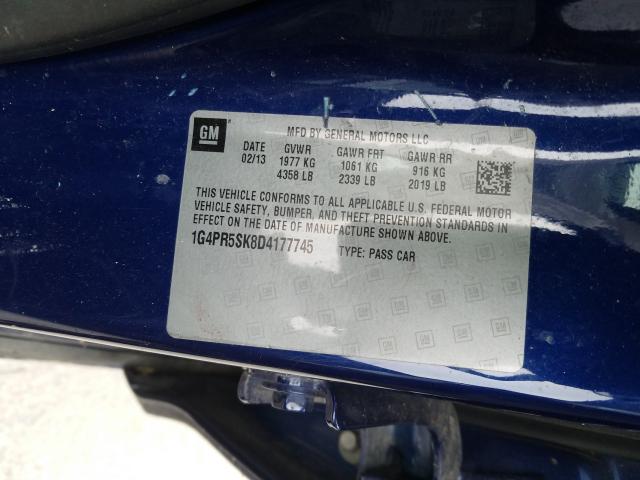 GM
MFD BY GENERAL MOTORS LLC
DATE GVWR GAWR FRT GAWR RR
02/13 1977 KG 1061 KG 916 KG
4358 LB 2339 LB 2019 LB
THIS VEHICLE CONFORMS TO ALL APPLICABLE U.S. FEDERAL MOTOR
VEHICLE SAFETY, BUMPER, AND THEFT PREVENTION STANDARDS IN
EFFECT ON THE DATE OF MANUFACTURE SHOWN ABOVE.
1G4PR5SK8D4177745 TYPE: PASS CAR